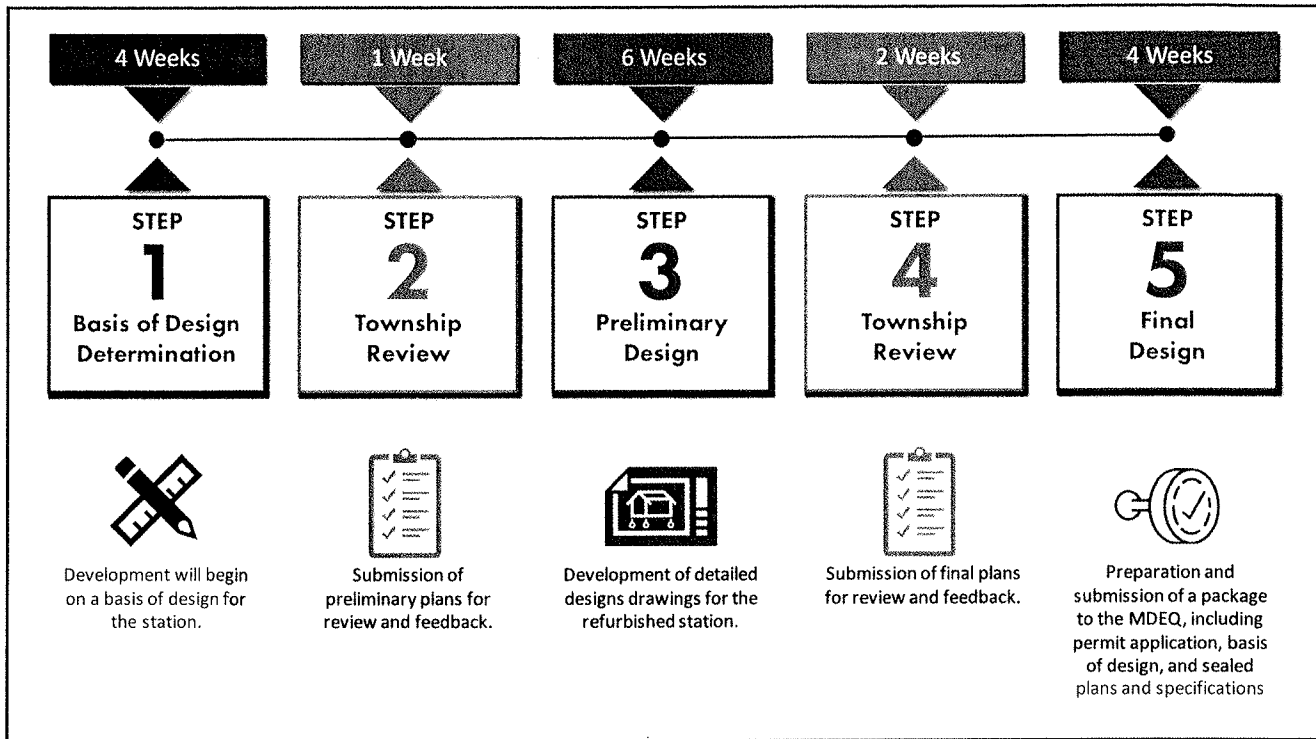 4 Weeks
1 Week
6 Weeks
2 Weeks
4 Weeks
STEP
1
Basis of Design
Determination
STEP
2
Township
Review
STEP
3
Preliminary
Design
STEP
4
Township
Review
STEP
5
Final
Design
Development will begin
on a basis of design for
the station.
Submission of
preliminary plans for
review and feedback.
Development of detailed
designs drawings for the
refurbished station.
Submission of final plans
for review and feedback.
Preparation and
submission of a package
to the MDEQ, including
permit application, basis
of design, and sealed
plans and specifications